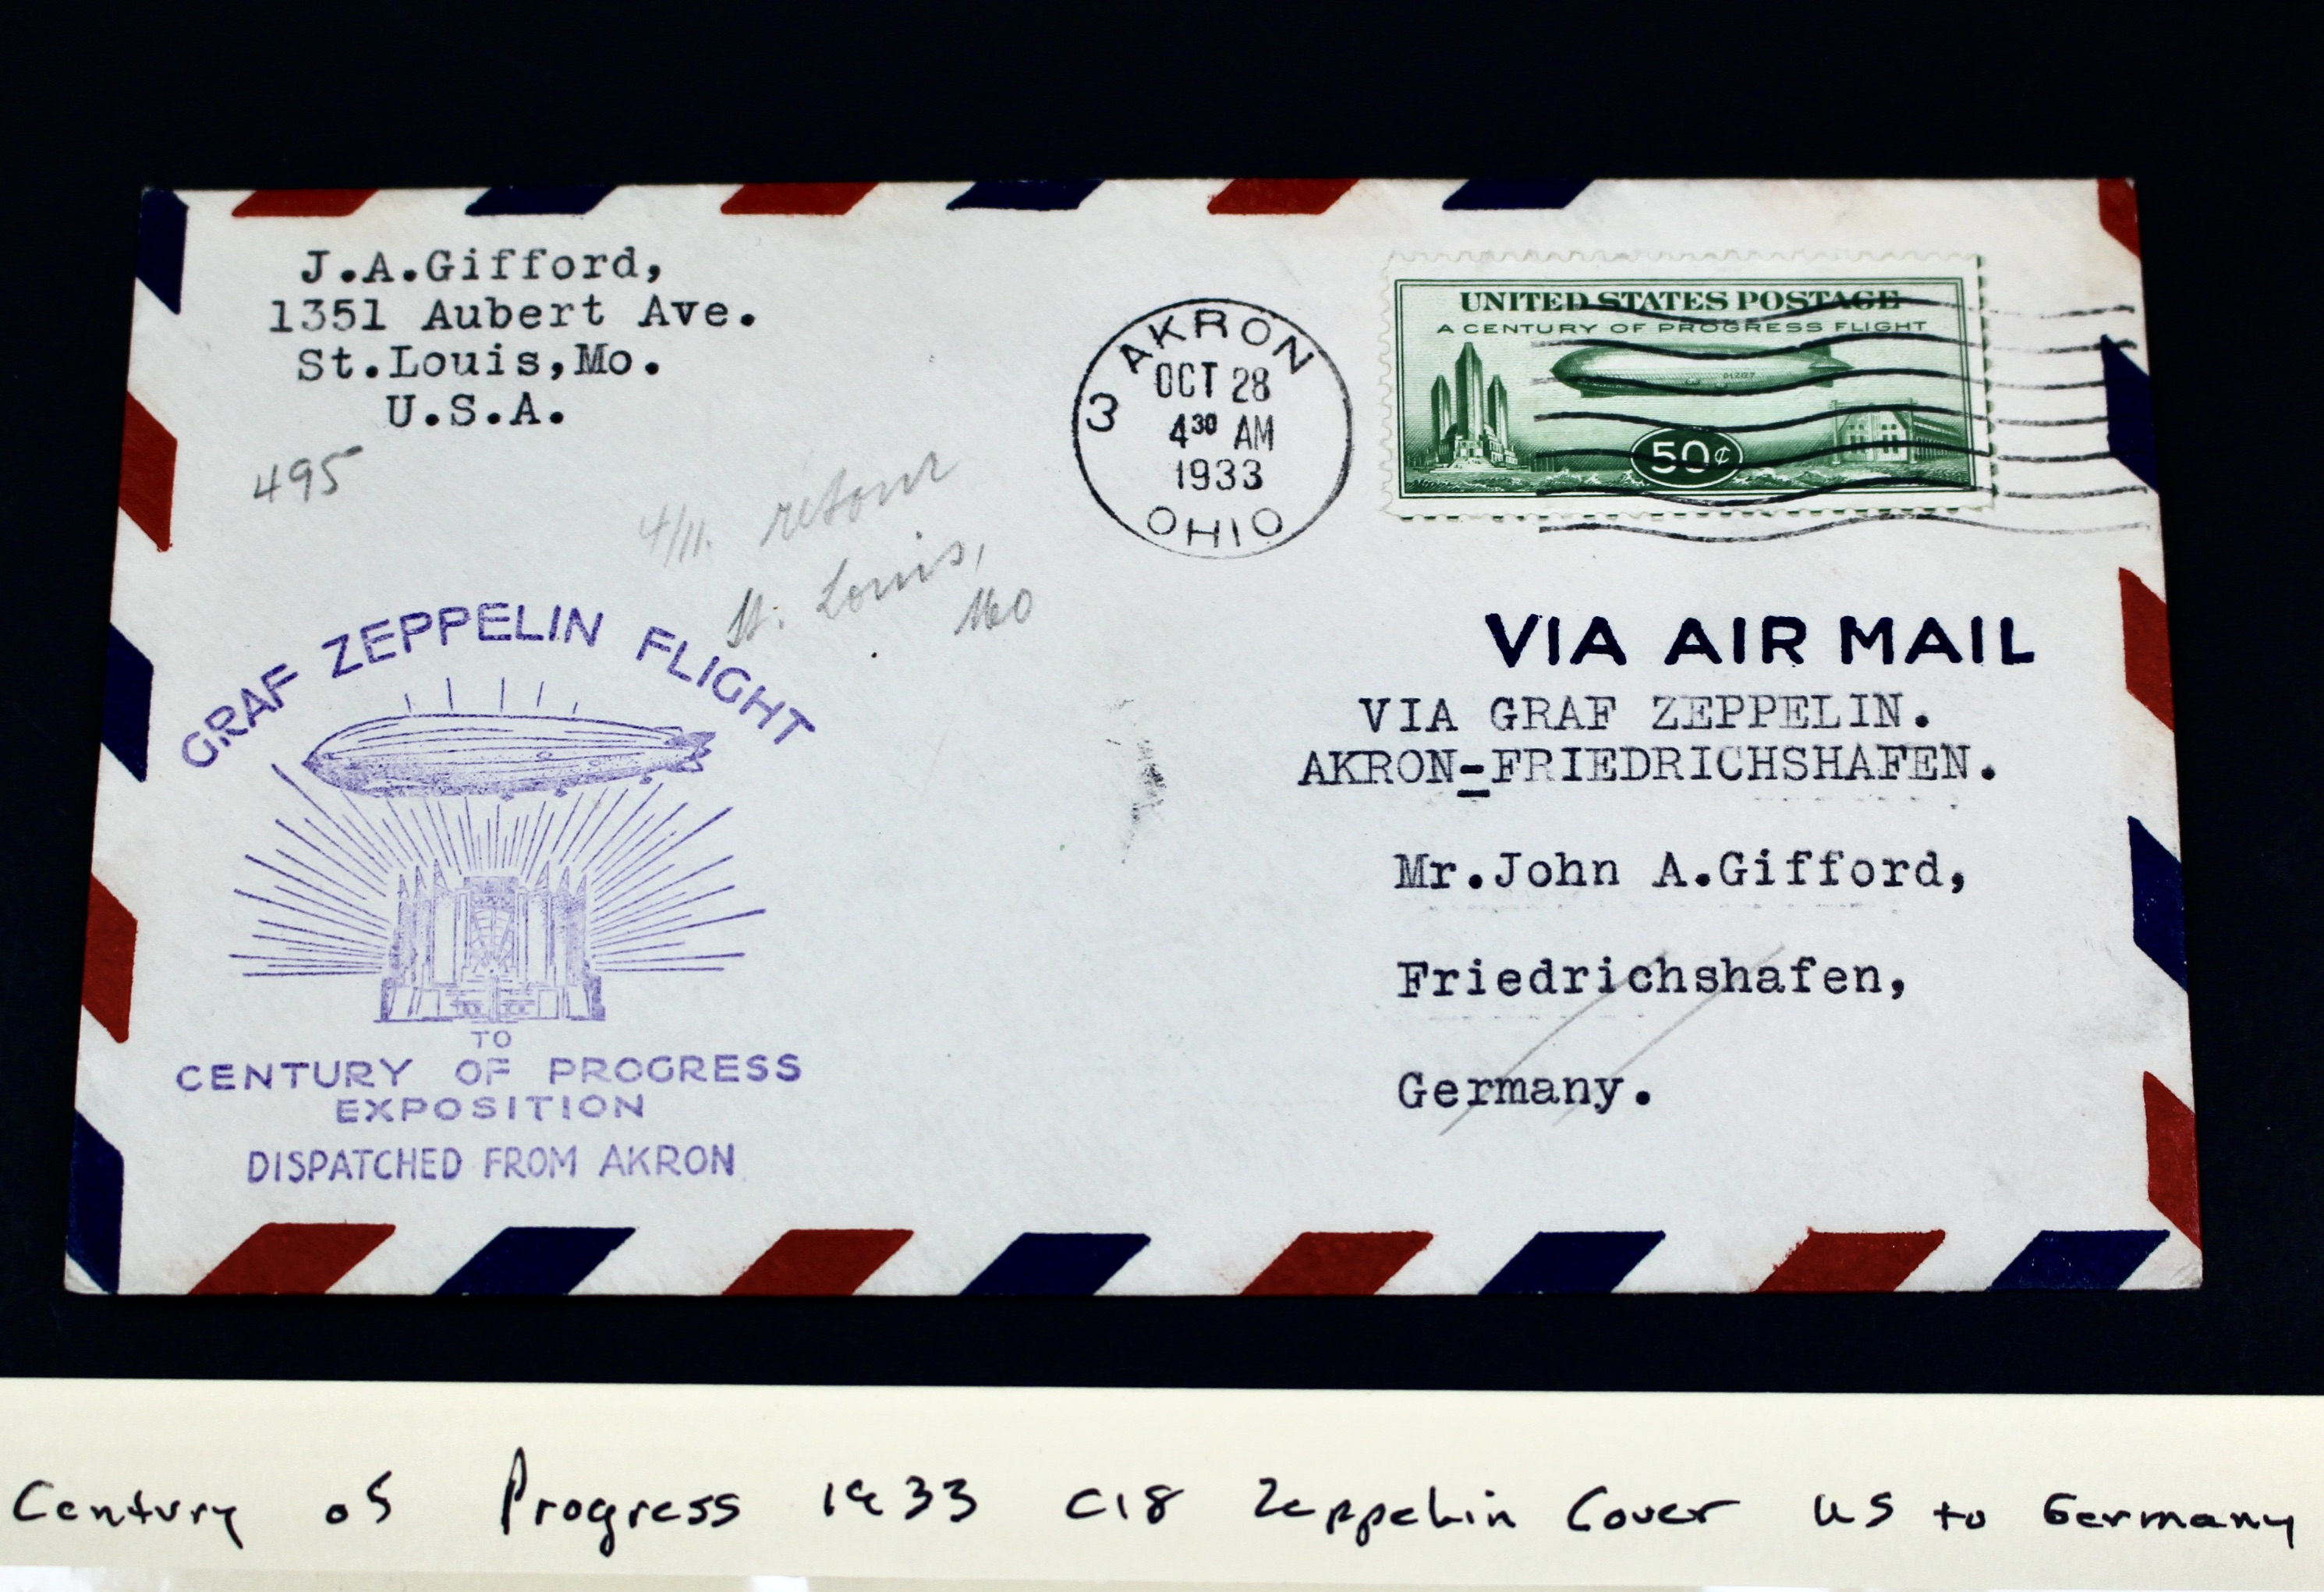 J.A.Gifford,
1351 Aubert Ave.
St.Louis,Mo.
U.S.A.
495
4/11. retour
St. Louis,
Mo
3 AKRON
OCT 28
4³⁰ AM
1933
OHIO
UNITED STATES POSTAGE
A CENTURY OF PROGRESS FLIGHT
50¢
VIA AIR MAIL
VIA GRAF ZEPPELIN.
AKRON-FRIEDRICHSHAFEN.
Mr.John A.Gifford,
Friedrichshafen,
Germany.
GRAF ZEPPELIN FLIGHT
TO
CENTURY OF PROGRESS
EXPOSITION
DISPATCHED FROM AKRON
Century of Progress 1933 C18 Zeppelin Cover US to Germany